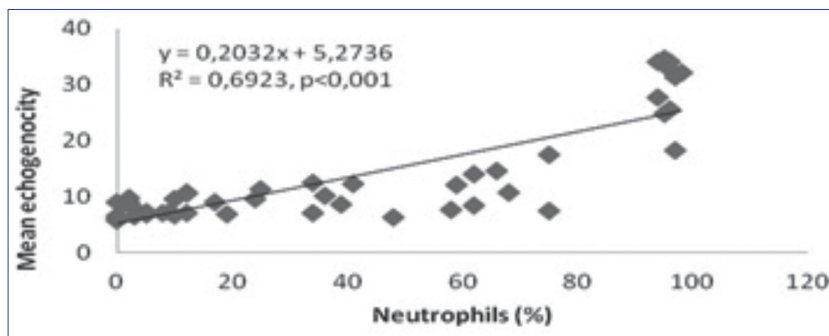 40
y = 0,2032x + 5,2736
R² = 0,6923, p<0,001
30
20
10
0
Mean echogenocity
0 20 40 60 80 100 120
Neutrophils (%)